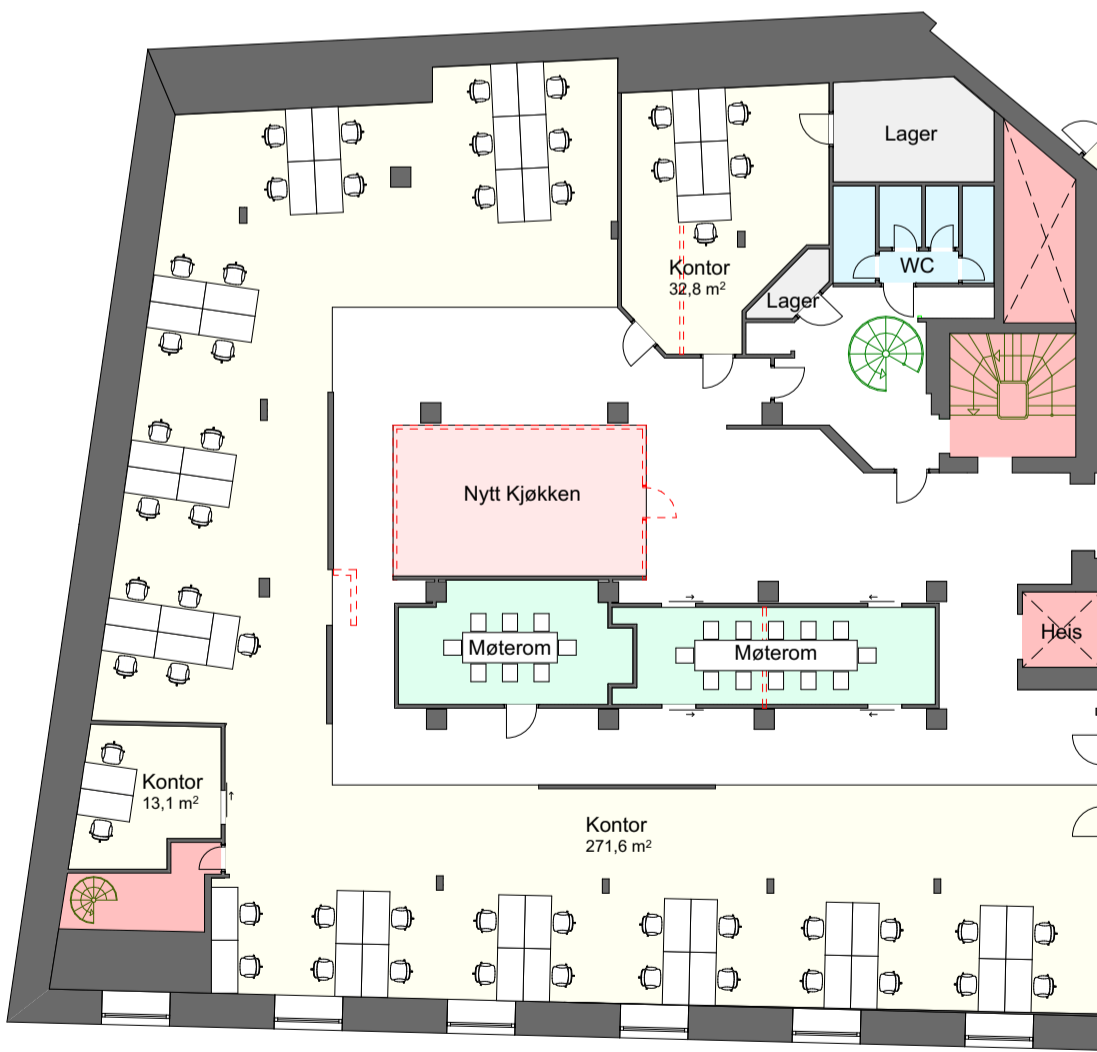 Lager
WC
Kontor
32,8 m²
Lager
Nytt Kjøkken
Heis
Møterom
Møterom
Kontor
13,1 m²
Kontor
271,6 m²